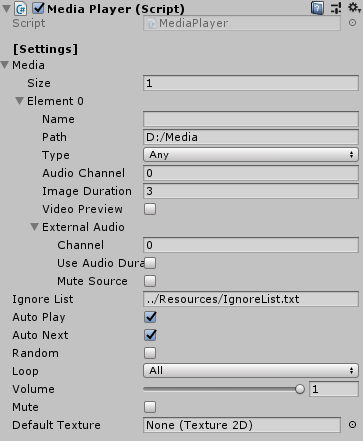 Media Player (Script)
Script MediaPlayer
[Settings]
Media
Size 1
Element 0
Name
Path D:/Media
Type Any
Audio Channel 0
Image Duration 3
Video Preview
External Audio
Channel 0
Use Audio Dura
Mute Source
Ignore List ../Resources/IgnoreList.txt
Auto Play
Auto Next
Random
Loop All
Volume 1
Mute
Default Texture None (Texture 2D)